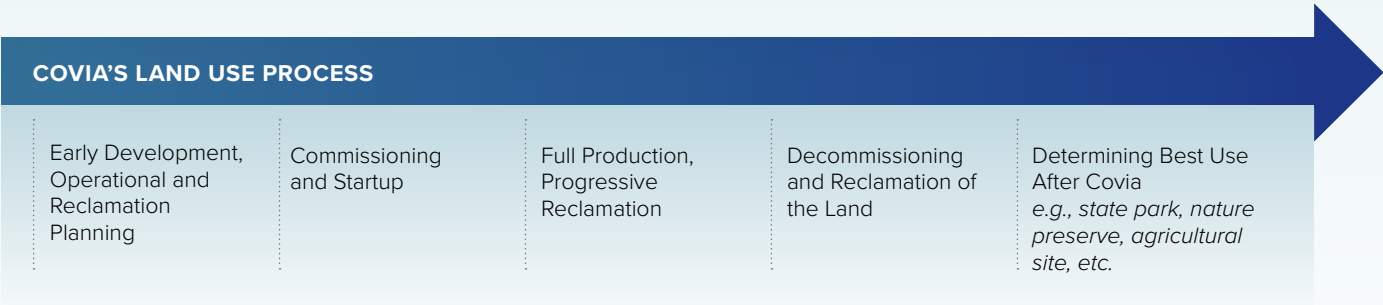 COVIA’S LAND USE PROCESS
Early Development,
Operational and
Reclamation
Planning
Commissioning
and Startup
Full Production,
Progressive
Reclamation
Decommissioning
and Reclamation of
the Land
Determining Best Use
After Covia
e.g., state park, nature
preserve, agricultural
site, etc.